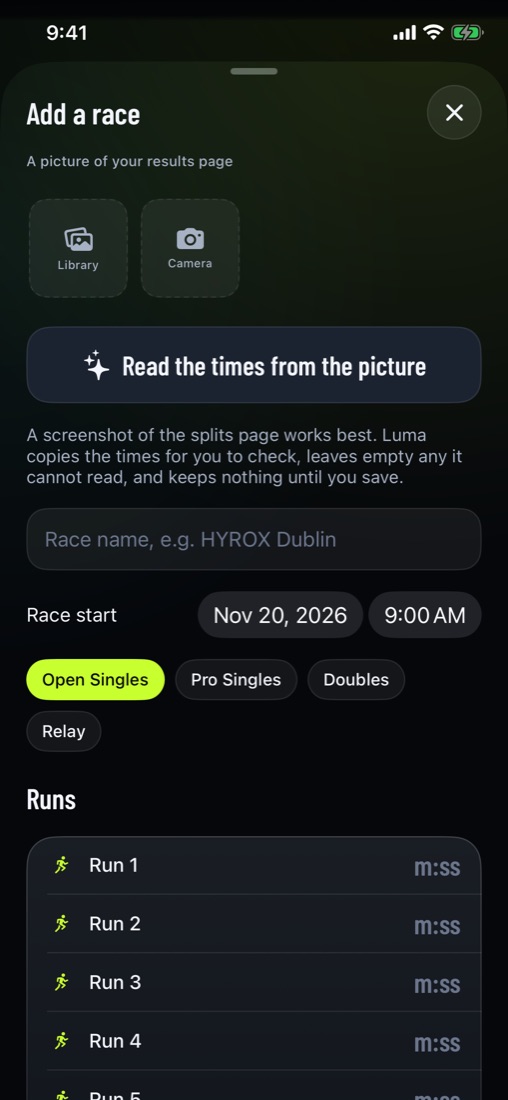 9:41
Add a race
A picture of your results page
Library
Camera
Read the times from the picture
A screenshot of the splits page works best. Luma
copies the times for you to check, leaves empty any it
cannot read, and keeps nothing until you save.
Race name, e.g. HYROX Dublin
Race start
Nov 20, 2026
9:00 AM
Open Singles
Pro Singles
Doubles
Relay
Runs
Run 1
m:ss
Run 2
m:ss
Run 3
m:ss
Run 4
m:ss
Run 5
m:ss